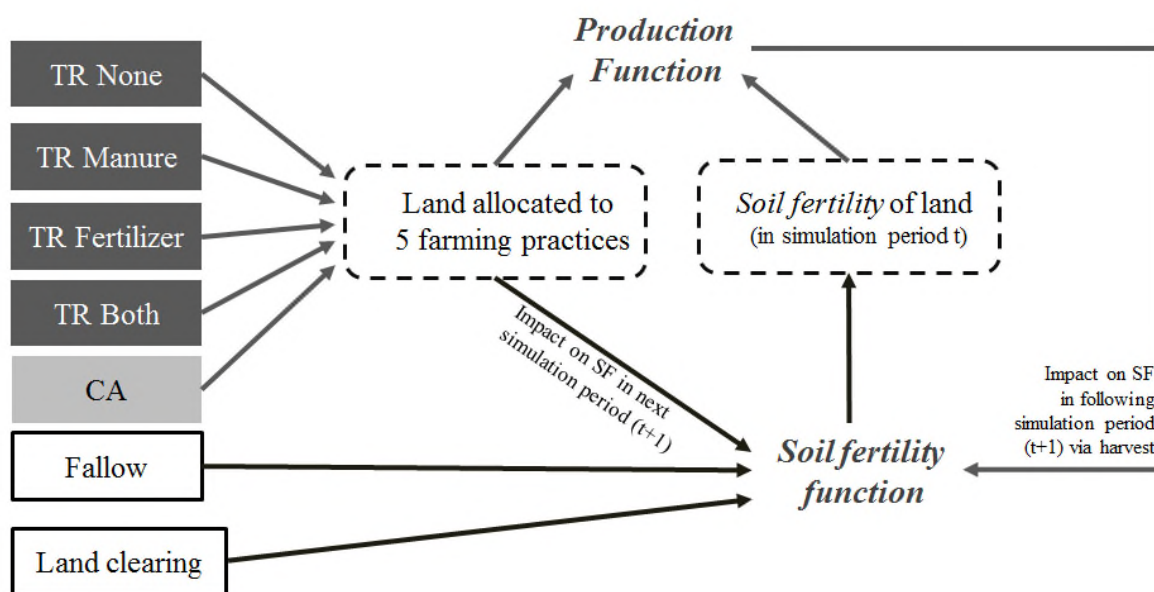 Production
Function
TR None
TR Manure
TR Fertilizer
TR Both
CA
Fallow
Land clearing
Land allocated to
5 farming practices
Soil fertility of land
(in simulation period t)
Impact on SF in next
simulation period (t+1)
Soil fertility
function
Impact on SF
in following
simulation period
(t+1) via harvest